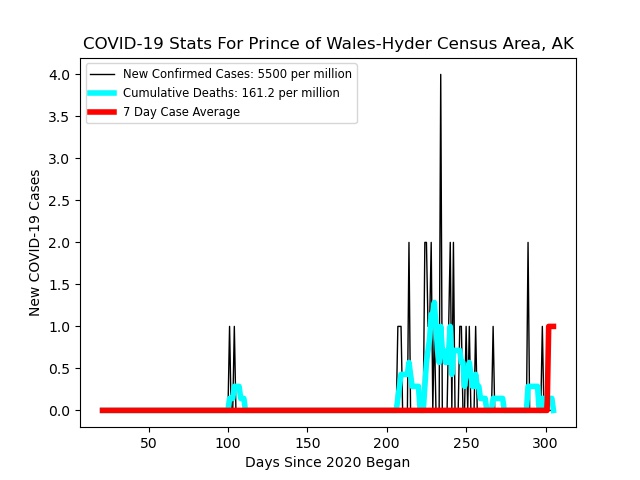 COVID-19 Stats For Prince of Wales-Hyder Census Area, AK
New Confirmed Cases: 5500 per million
Cumulative Deaths: 161.2 per million
7 Day Case Average
New COVID-19 Cases
4.0
3.5
3.0
2.5
2.0
1.5
1.0
0.5
0.0
50 100 150 200 250 300
Days Since 2020 Began